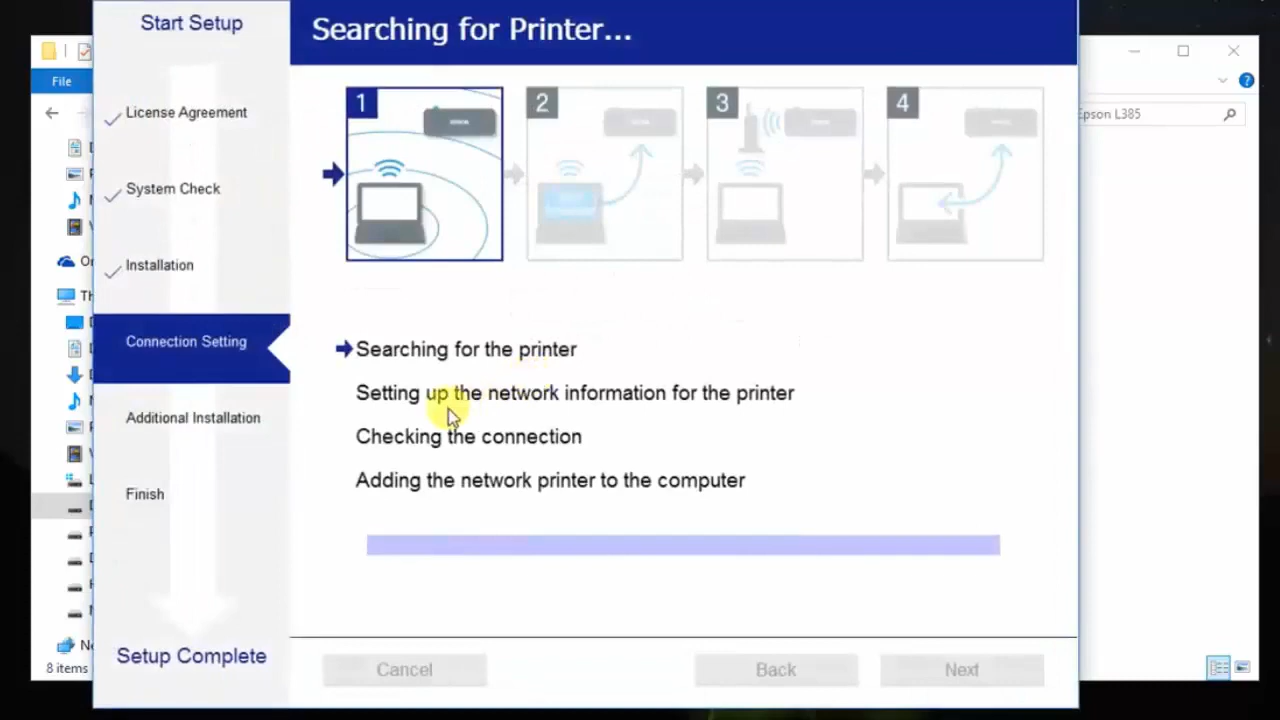 Start Setup
License Agreement
System Check
Installation
Connection Setting
Additional Installation
Finish
Setup Complete
Searching for Printer...
1
2
3
4
Searching for the printer
Setting up the network information for the printer
Checking the connection
Adding the network printer to the computer
Cancel
Back
Next
File
8 items
Epson L385